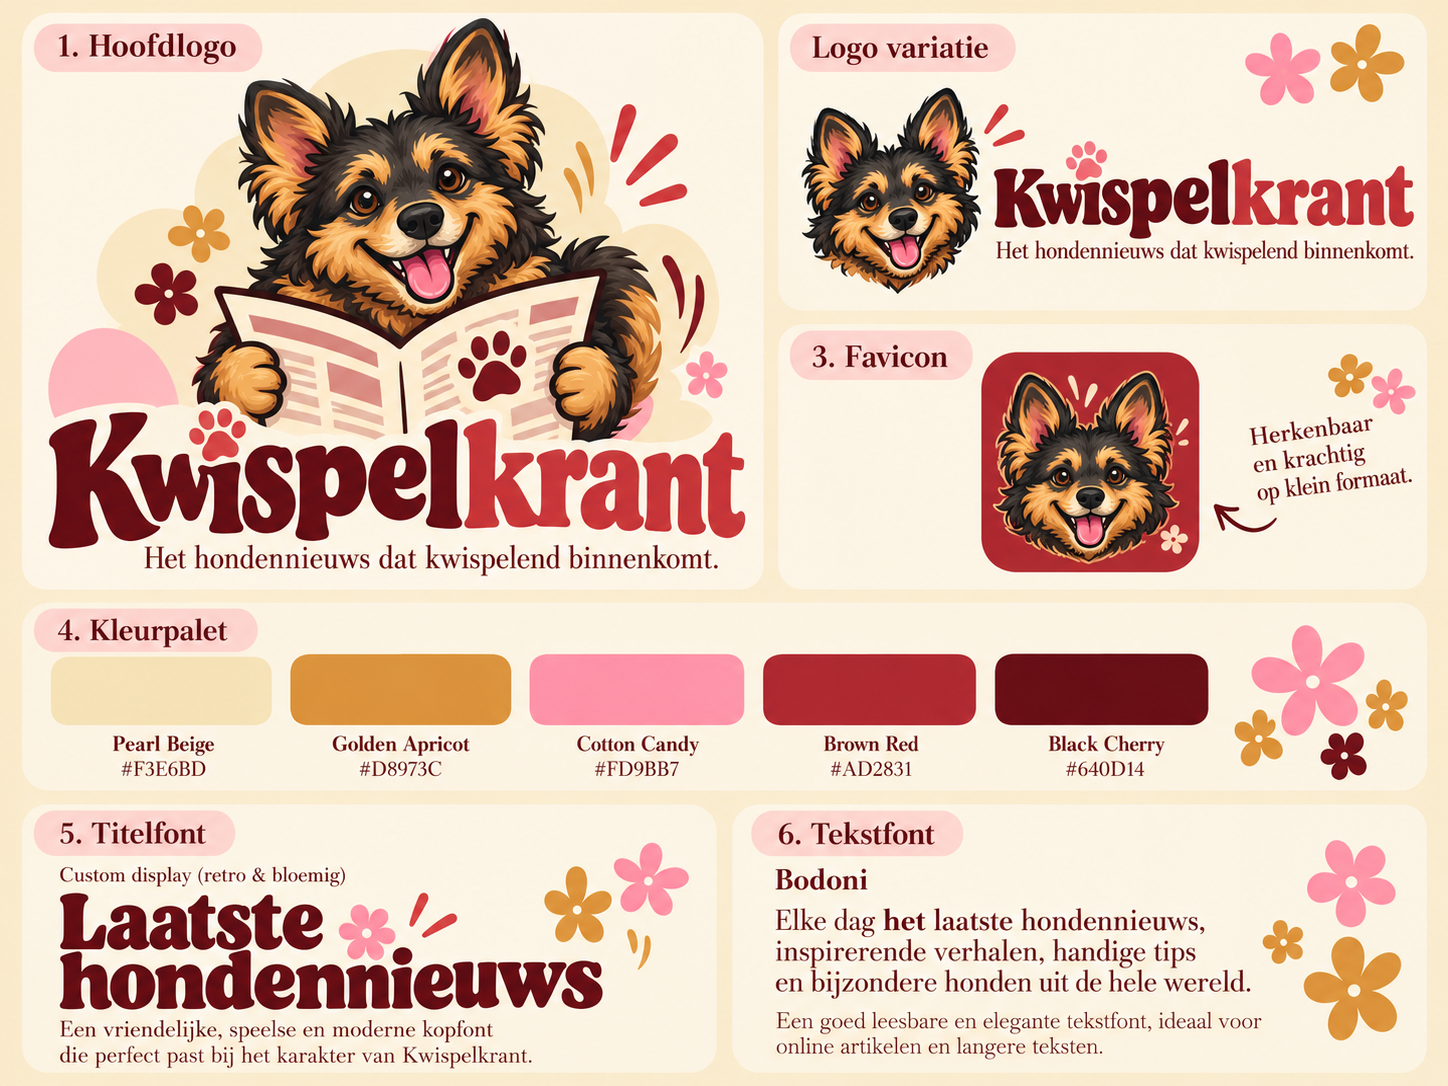 1. Hoofdlogo
Kwispelkrant
Het hondennieuws dat kwispelend binnenkomt.
Logo variatie
Kwispelkrant
Het hondennieuws dat kwispelend binnenkomt.
3. Favicon
Herkenbaar
en krachtig
op klein formaat.
4. Kleurpalet
Pearl Beige
#F3E6BD
Golden Apricot
#D8973C
Cotton Candy
#FD9BB7
Brown Red
#AD2831
Black Cherry
#640D14
5. Titelfont
Custom display (retro & bloemig)
Laatste
hondennieuws
Een vriendelijke, speelse en moderne kopfont
die perfect past bij het karakter van Kwispelkrant.
6. Tekstfont
Bodoni
Elke dag het laatste hondennieuws,
inspirerende verhalen, handige tips
en bijzondere honden uit de hele wereld.
Een goed leesbare en elegante tekstfont, ideaal voor
online artikelen en langere teksten.